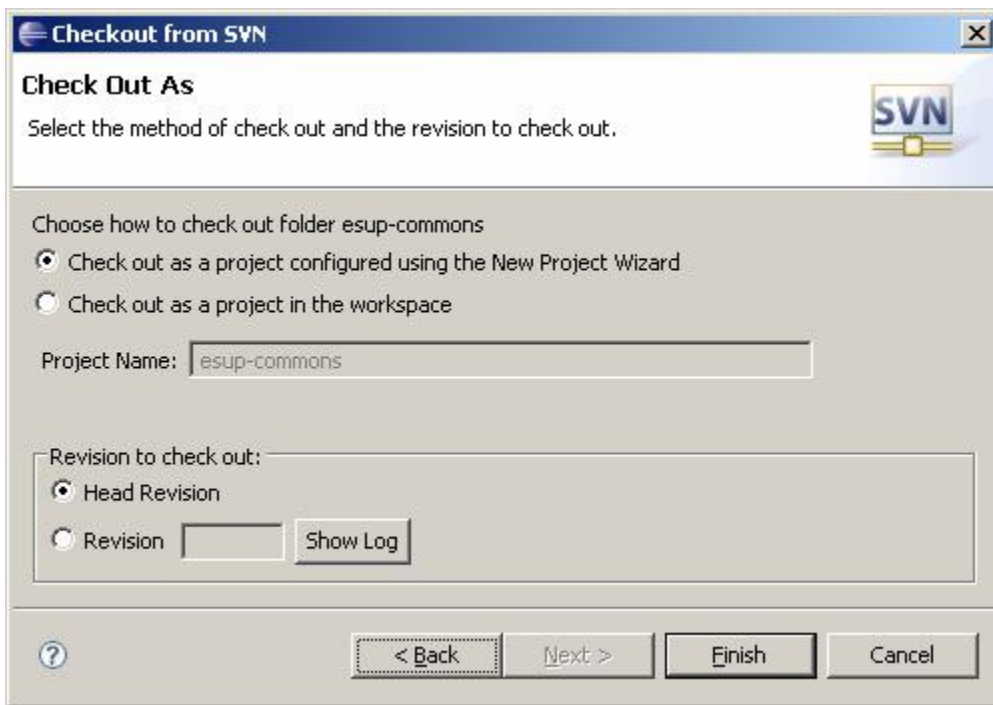 Checkout from SVN
Check Out As
Select the method of check out and the revision to check out.
SVN
Choose how to check out folder esup-commons
Check out as a project configured using the New Project Wizard
Check out as a project in the workspace
Project Name: esup-commons
Revision to check out:
Head Revision
Revision Show Log
? < Back Next > Finish Cancel